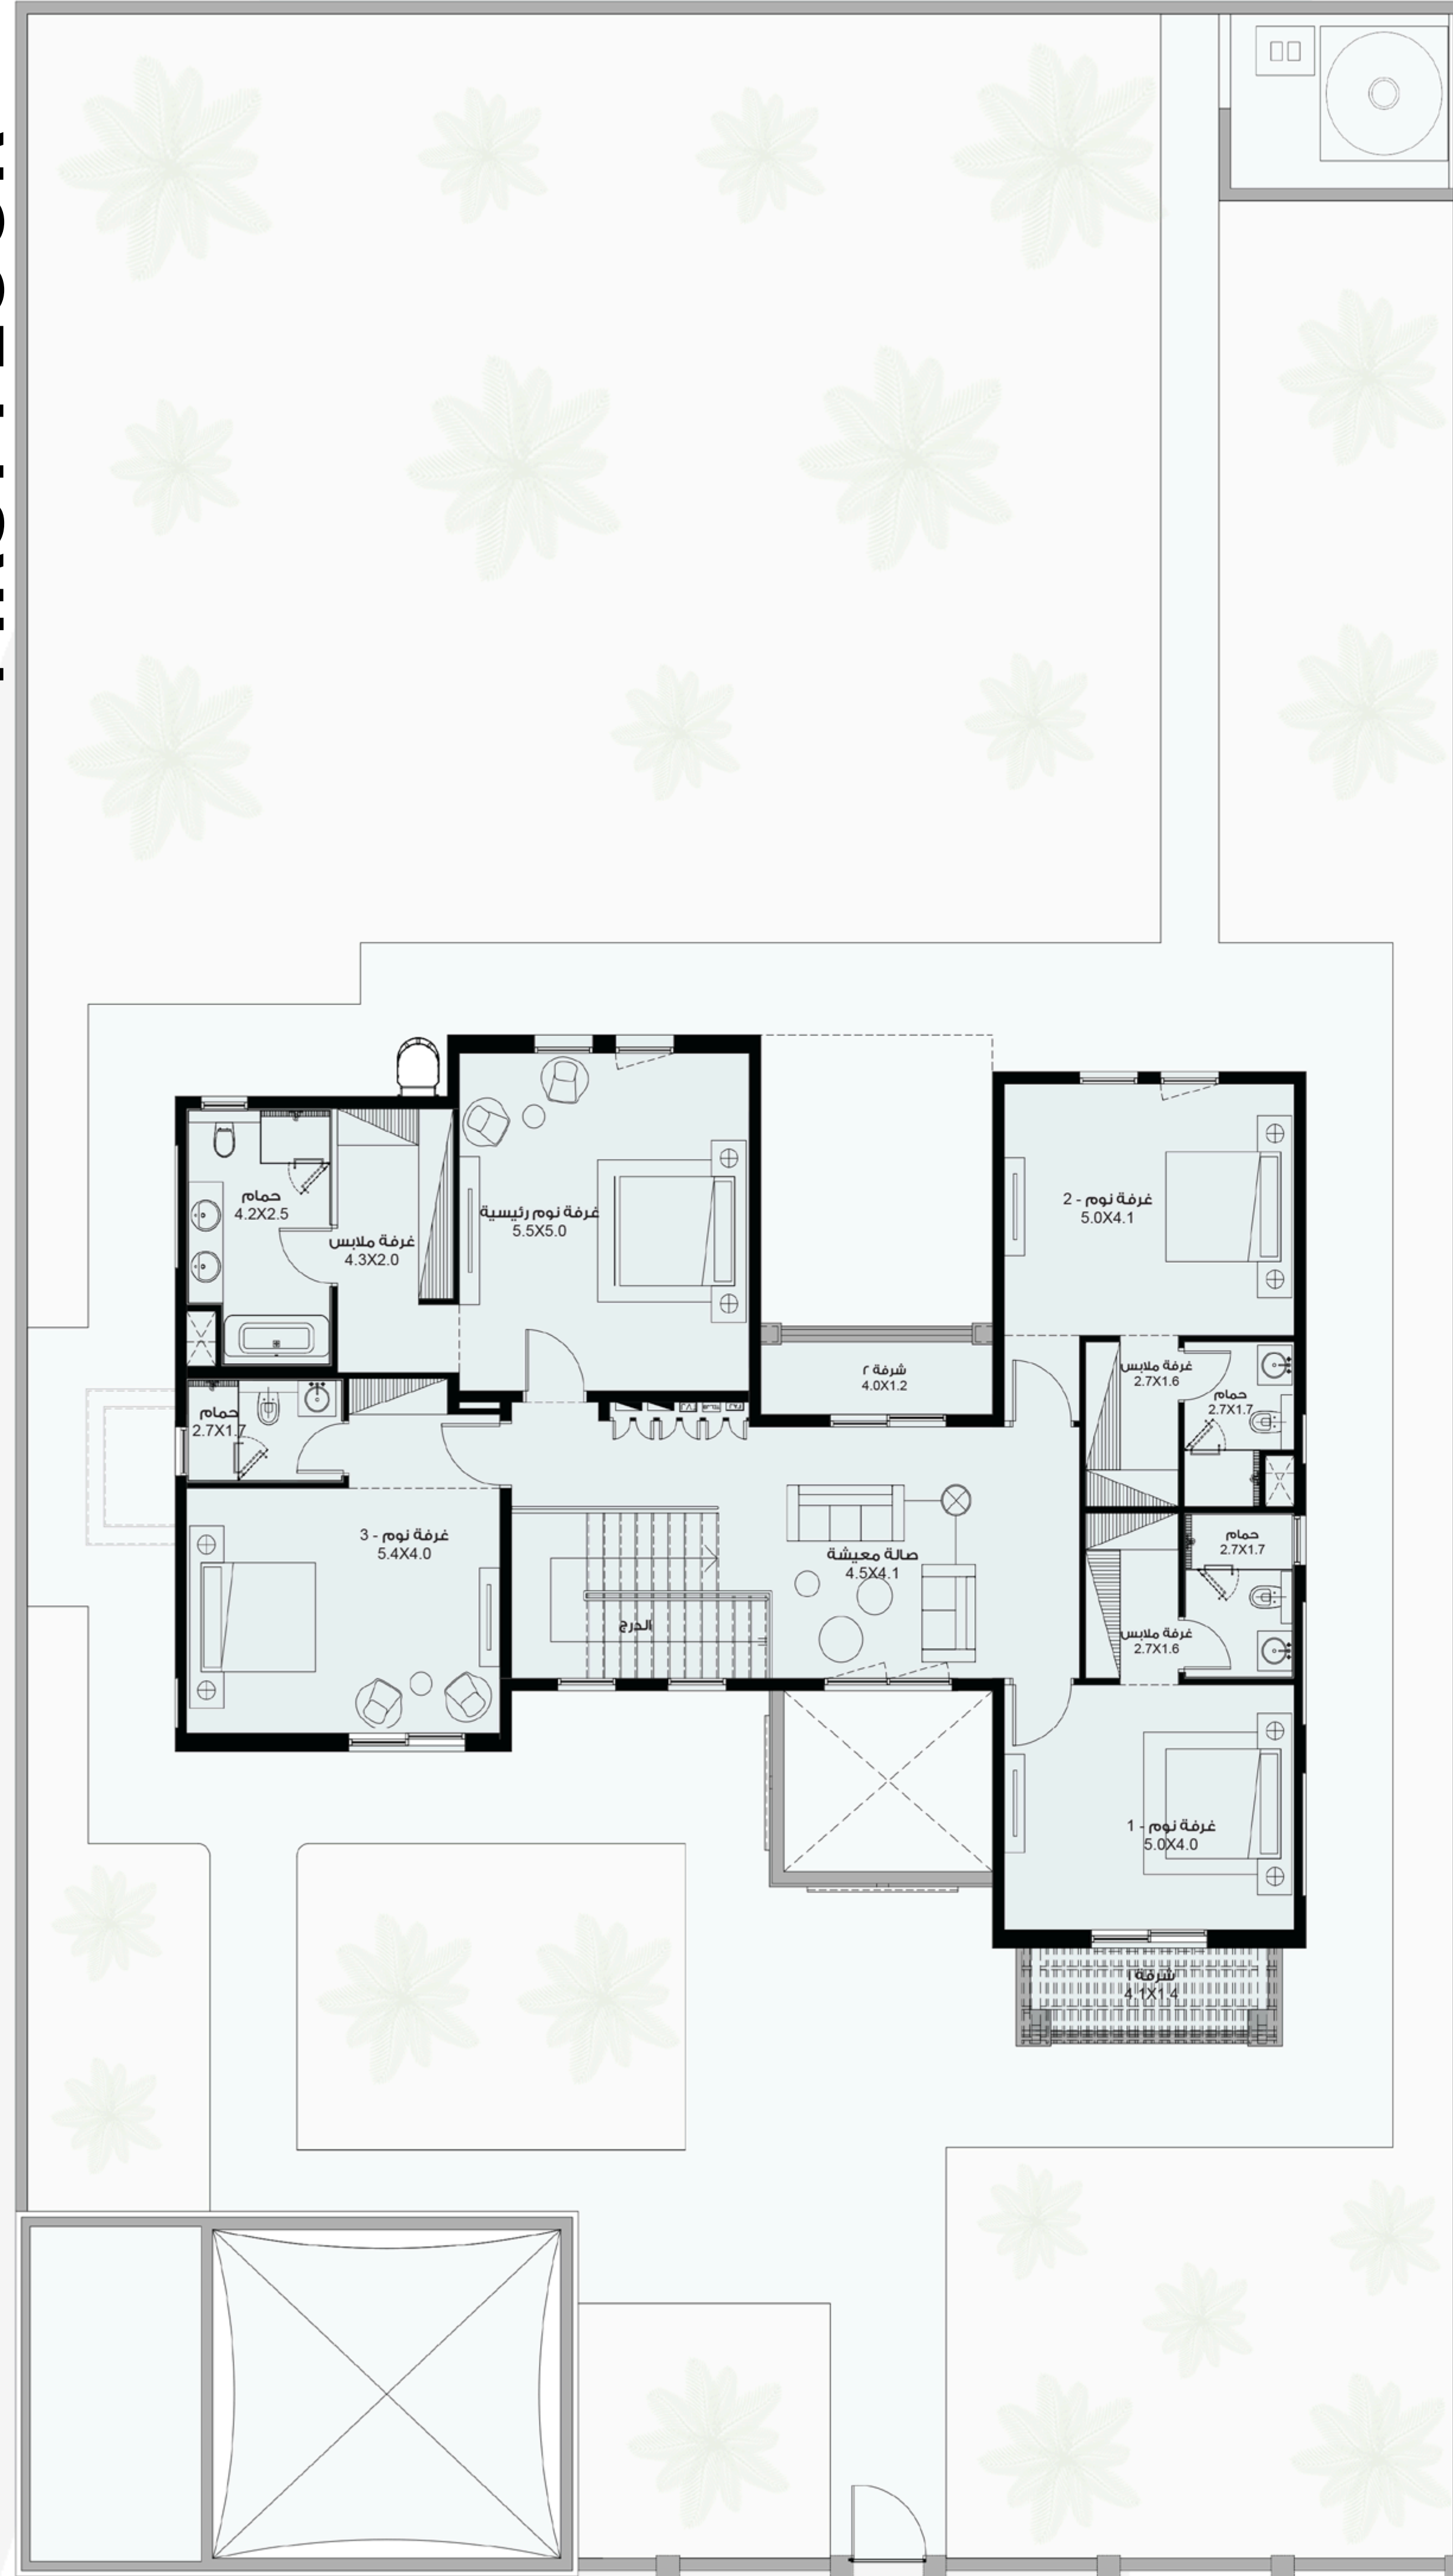 حمام
4.2X2.5
غرفة ملابس
4.3X2.0
غرفة نوم رئيسية
5.5X5.0
غرفة نوم - 2
5.0X4.1
شرفة ٢
4.0X1.2
غرفة ملابس
2.7X1.6
حمام
2.7X1.7
حمام
2.7X1.7
غرفة نوم - 3
5.4X4.0
صالة معيشة
4.5X4.1
الدرج
حمام
2.7X1.7
غرفة ملابس
2.7X1.6
غرفة نوم - 1
5.0X4.0
شرفة ١
4.1X1.4